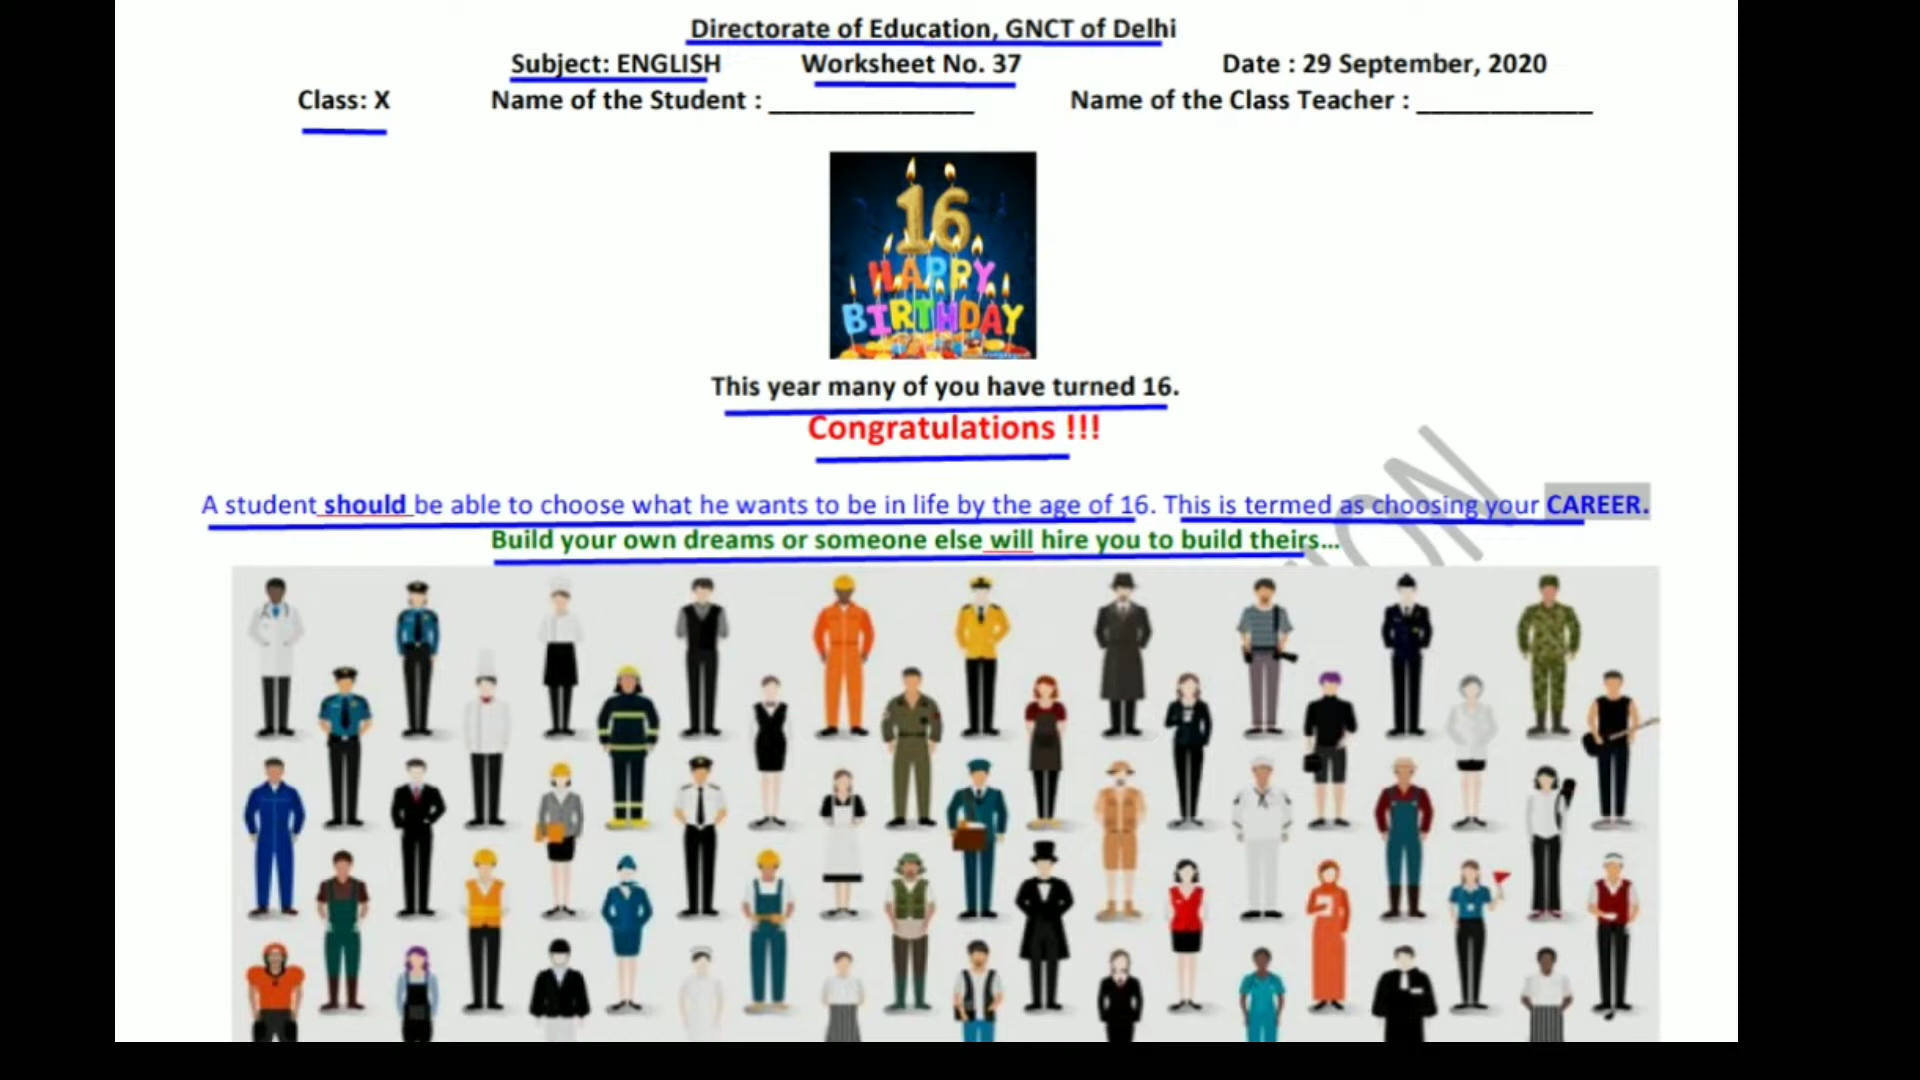 Directorate of Education, GNCT of Delhi
Subject: ENGLISH Worksheet No. 37 Date : 29 September, 2020
Class: X Name of the Student : ______________ Name of the Class Teacher : ____________
16
HAPPY
BIRTHDAY
This year many of you have turned 16.
Congratulations !!!
A student should be able to choose what he wants to be in life by the age of 16. This is termed as choosing your CAREER.
Build your own dreams or someone else will hire you to build theirs...